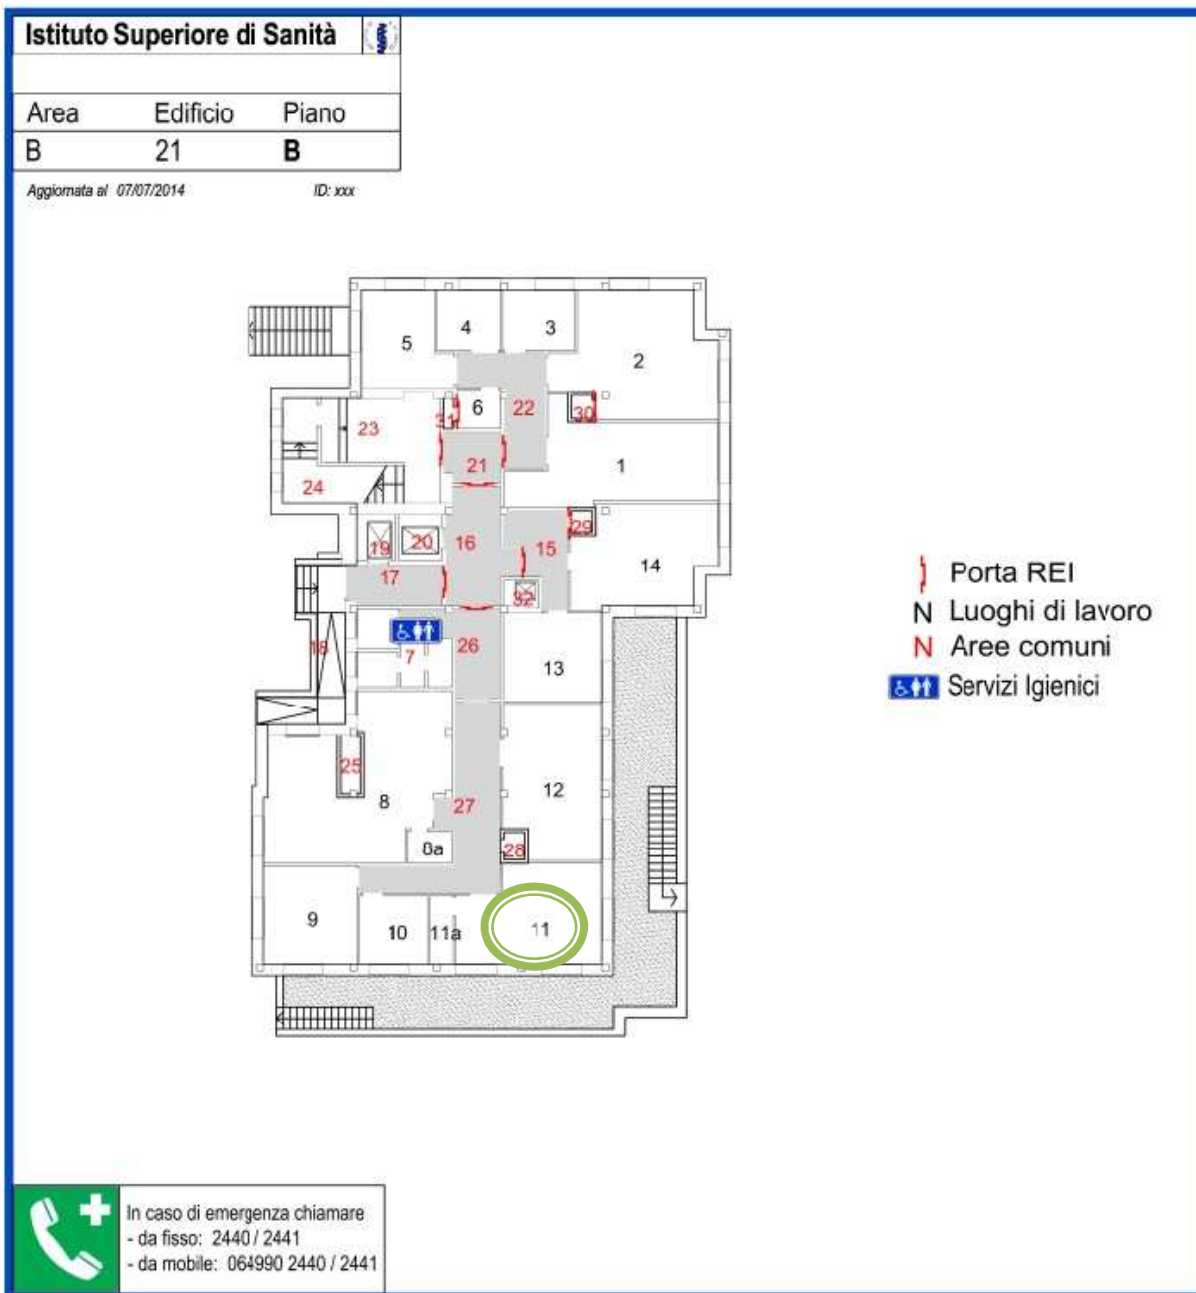 Istituto Superiore di Sanità
Area Edificio Piano
B 21 B
Aggiornata al 07/07/2014 ID: xxx
4 3
5 2
6 22 30
31
23
21 1
24
19 20 16 15 29
17 14
32
18 7 26 13
25
8 27 12
8a 28
9 10 11a 11
Porta REI
N Luoghi di lavoro
N Aree comuni
Servizi Igienici
In caso di emergenza chiamare
- da fisso: 2440 / 2441
- da mobile: 064990 2440 / 2441